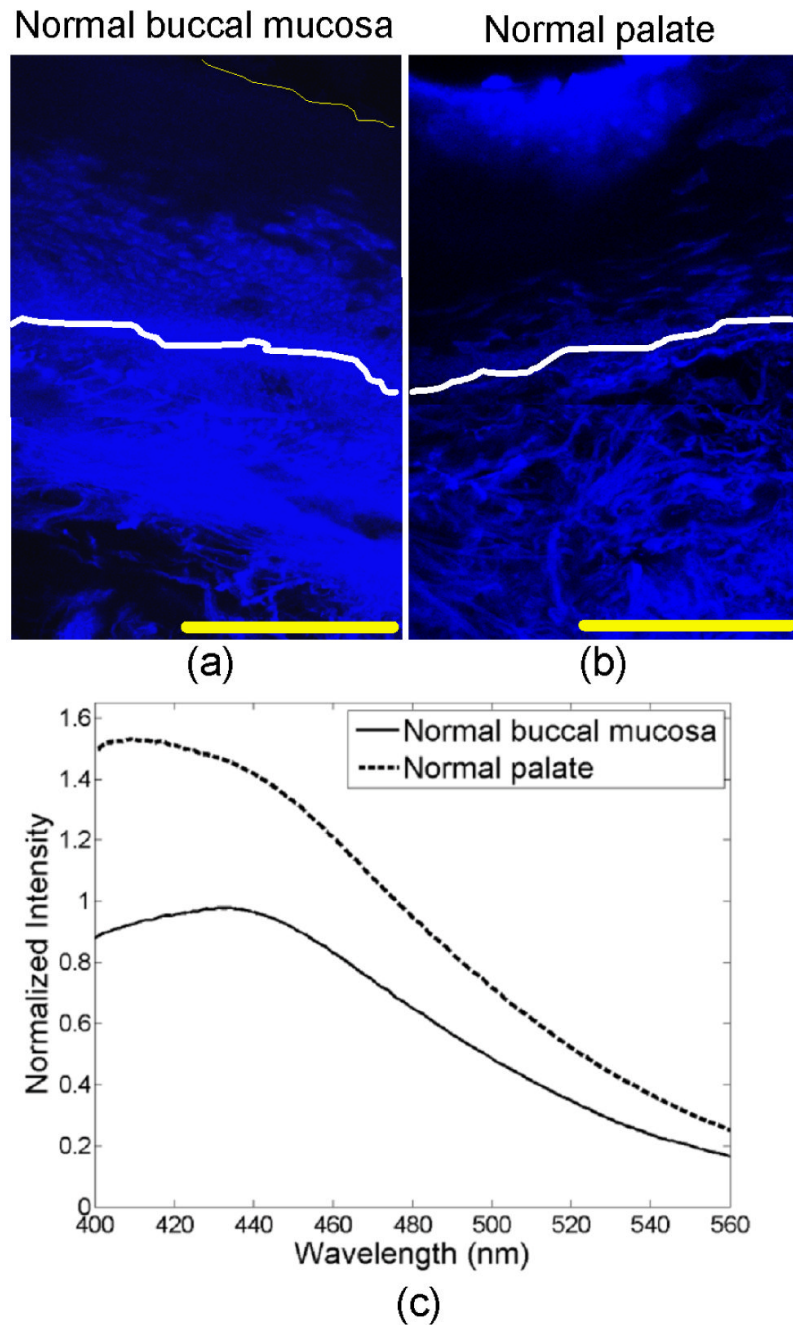 Normal buccal mucosa
Normal palate
(a)
(b)
Normal buccal mucosa
Normal palate
1.6
1.4
1.2
1
0.8
0.6
0.4
0.2
0
Normalized Intensity
400 420 440 460 480 500 520 540 560
Wavelength (nm)
(c)